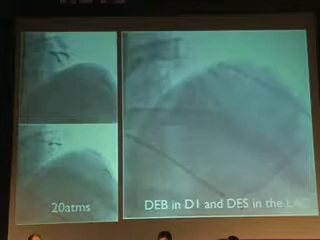 20atms
DEB in D1 and DES in the LAD